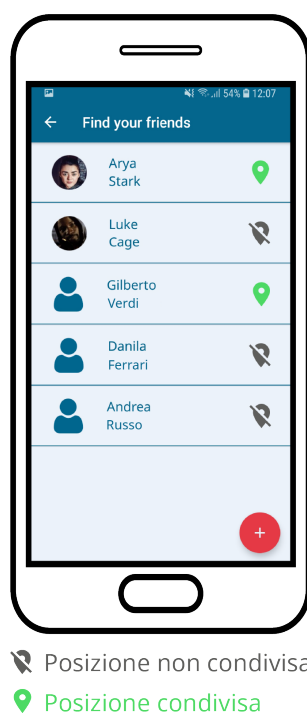 54% 12:07
Find your friends
Arya
Stark
Luke
Cage
Gilberto
Verdi
Danila
Ferrari
Andrea
Russo
+
Posizione non condivisa
Posizione condivisa